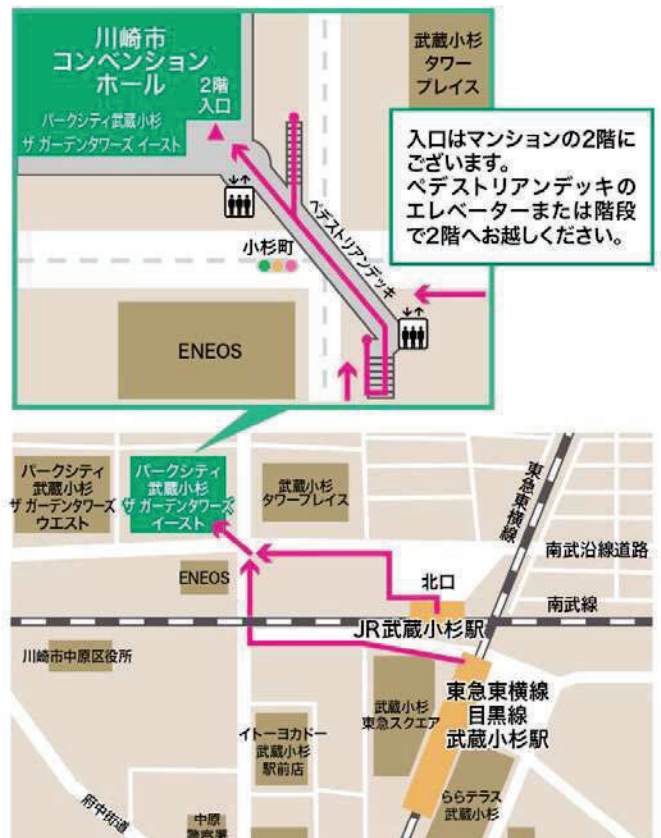 川崎市
コンベンション
ホール
2階
入口
パークシティ武蔵小杉
ザ ガーデンタワーズ イースト
武蔵小杉
タワー
プレイス
入口はマンションの2階に
ございます。
ペデストリアンデッキの
エレベーターまたは階段
で2階へお越しください。
ペデストリアンデッキ
小杉町
ENEOS
パークシティ
武蔵小杉
ザ ガーデンタワーズ
ウエスト
パークシティ
武蔵小杉
ザ ガーデンタワーズ
イースト
武蔵小杉
タワープレイス
東急東横線
南武沿線道路
ENEOS
北口
南武線
JR武蔵小杉駅
川崎市中原区役所
東急東横線
目黒線
武蔵小杉駅
武蔵小杉
東急スクエア
イトーヨカドー
武蔵小杉
駅前店
ららテラス
武蔵小杉
府中街道
中原
警察署